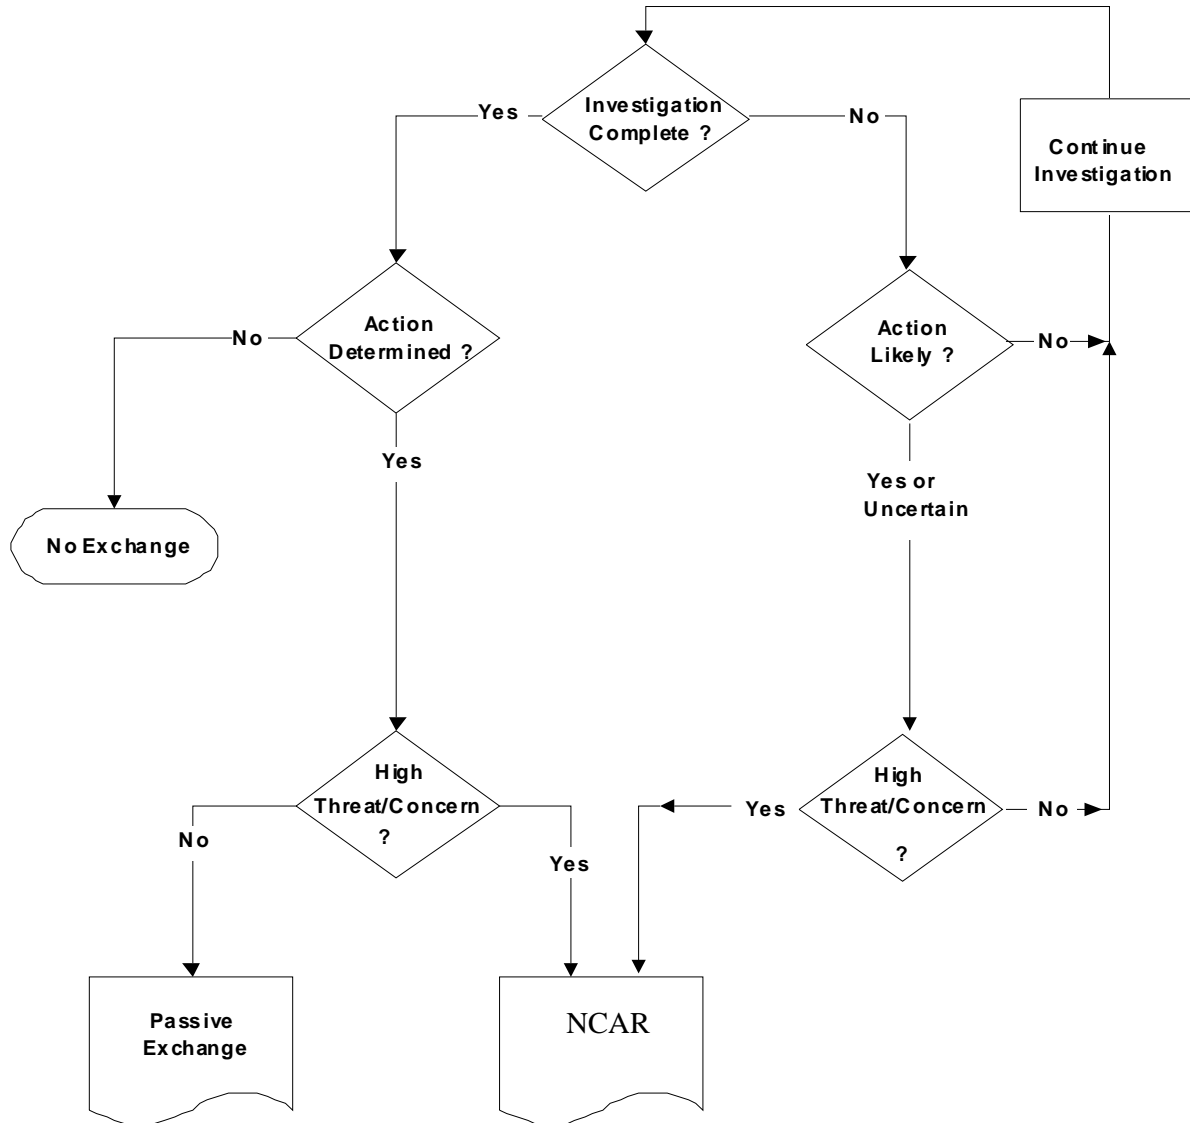 Investigation
Complete ?
Yes
No
Continue
Investigation
Action
Determined ?
No
Yes
Action
Likely ?
No
Yes or
Uncertain
No Exchange
High
Threat/Concern
?
No
Yes
High
Threat/Concern
?
Yes
No
Passive
Exchange
NCAR